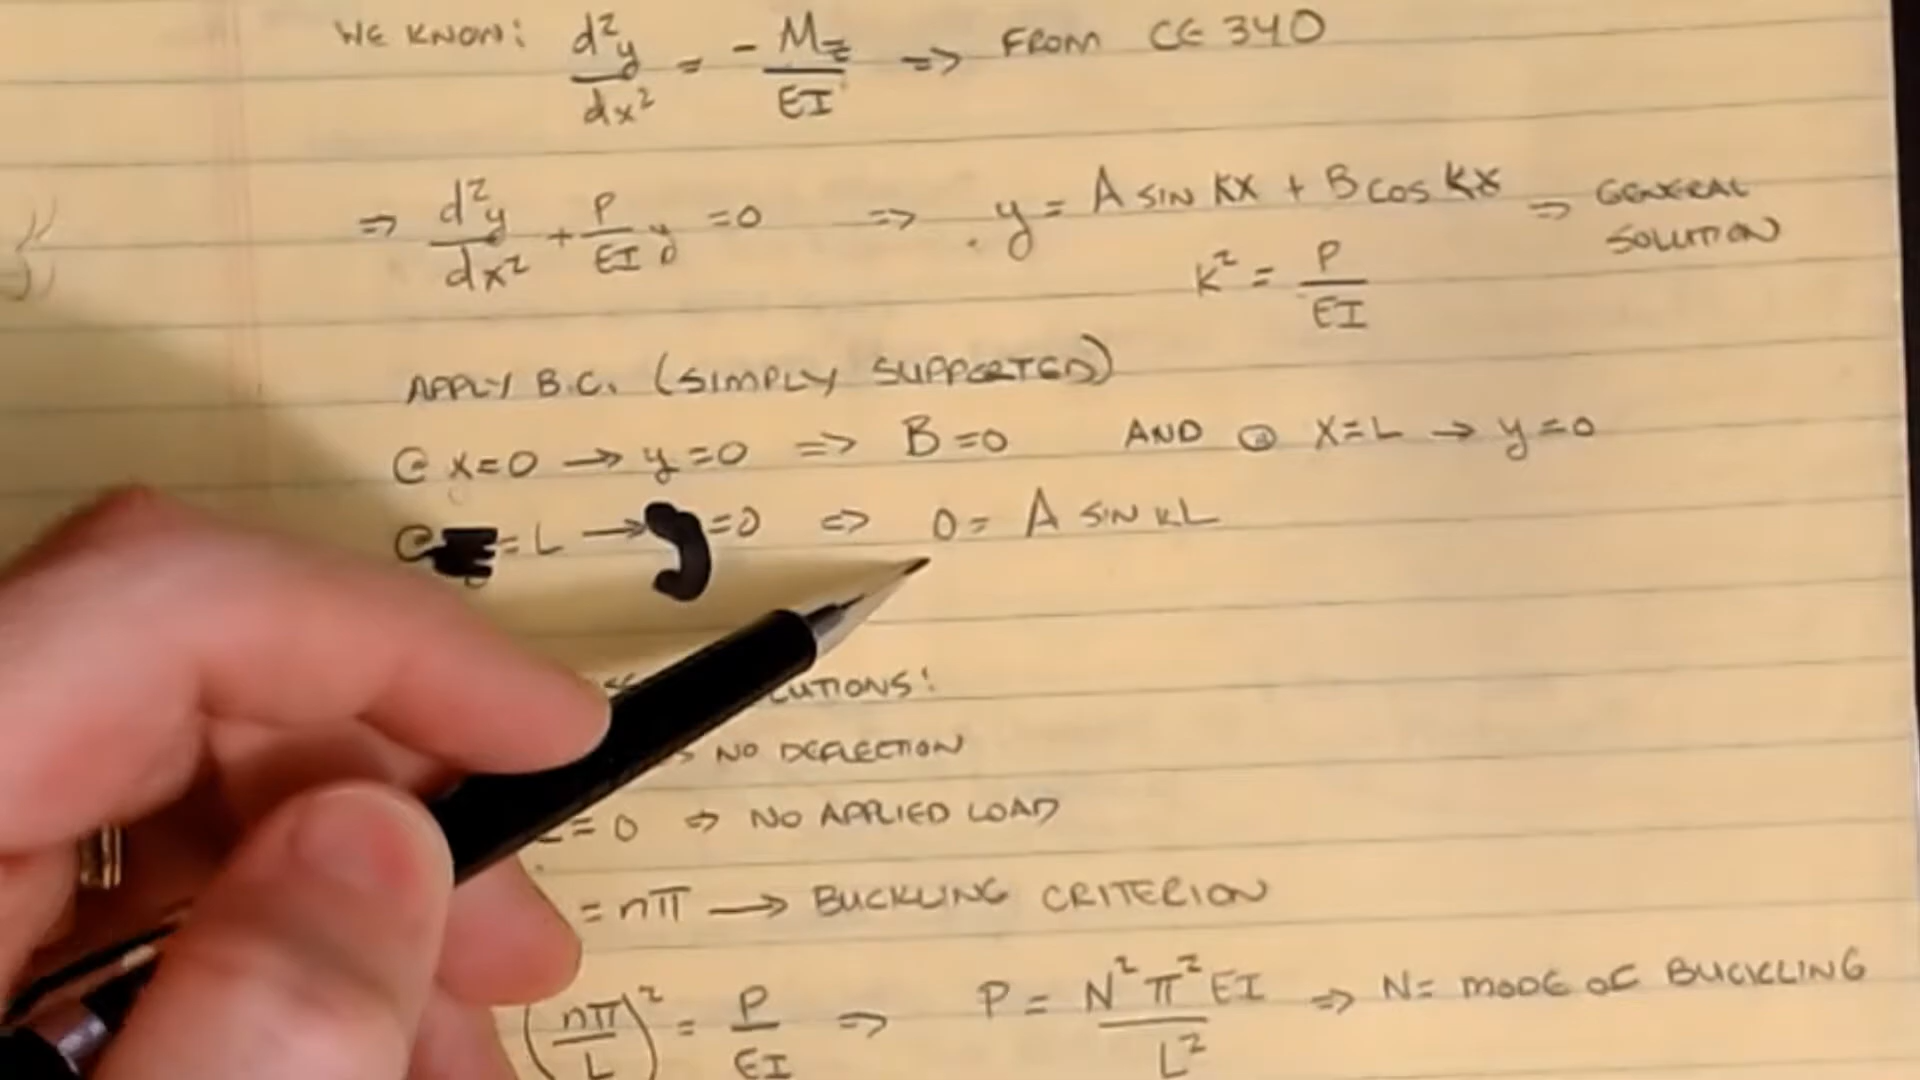 WE KNOW: d²y/dx² = - Mz/EI => FROM CE 340
=> d²y/dx² + P/EI y = 0 => y = A SIN KX + B COS KX => GENERAL SOLUTION
K² = P/EI
APPLY B.C. (SIMPLY SUPPORTED)
@ X=0 → y=0 => B=0 AND @ X=L → y=0
@ = L → =0 => 0 = A SIN KL
UTIONS:
NO DEFLECTION
= 0 => NO APPLIED LOAD
= nπ → BUCKLING CRITERION
(nπ/L)² = P/EI => P = N²π²EI/L² => N= MODE OF BUCKLING